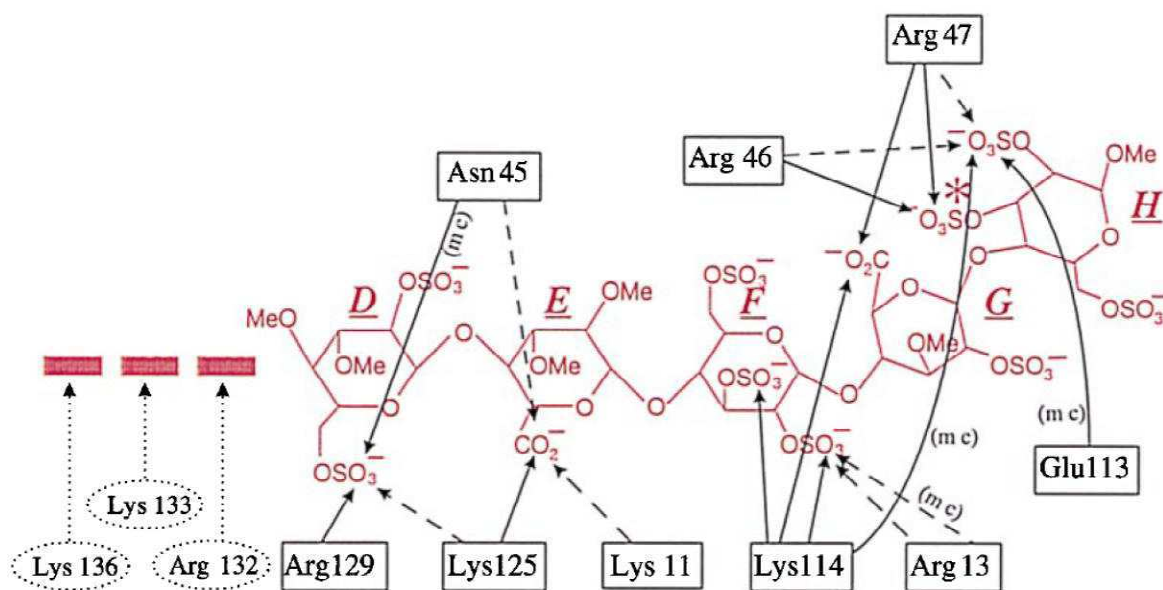 Arg 47
Arg 46
Asn 45
(m c)
⁻O₃SO
OMe
*
⁻O₃SO
H
⁻O₂C
D
OSO₃⁻
E
OMe
OSO₃⁻
F
G
O
OSO₃⁻
MeO
O
OMe
OSO₃⁻
OMe
OMe
O
OSO₃⁻
O
O
O
O
O
O
(m c)
(m c)
OSO₃⁻
CO₂⁻
OSO₃⁻
Glu113
Lys 133
(m c)
Lys 136
Arg 132
Arg129
Lys125
Lys 11
Lys114
Arg 13